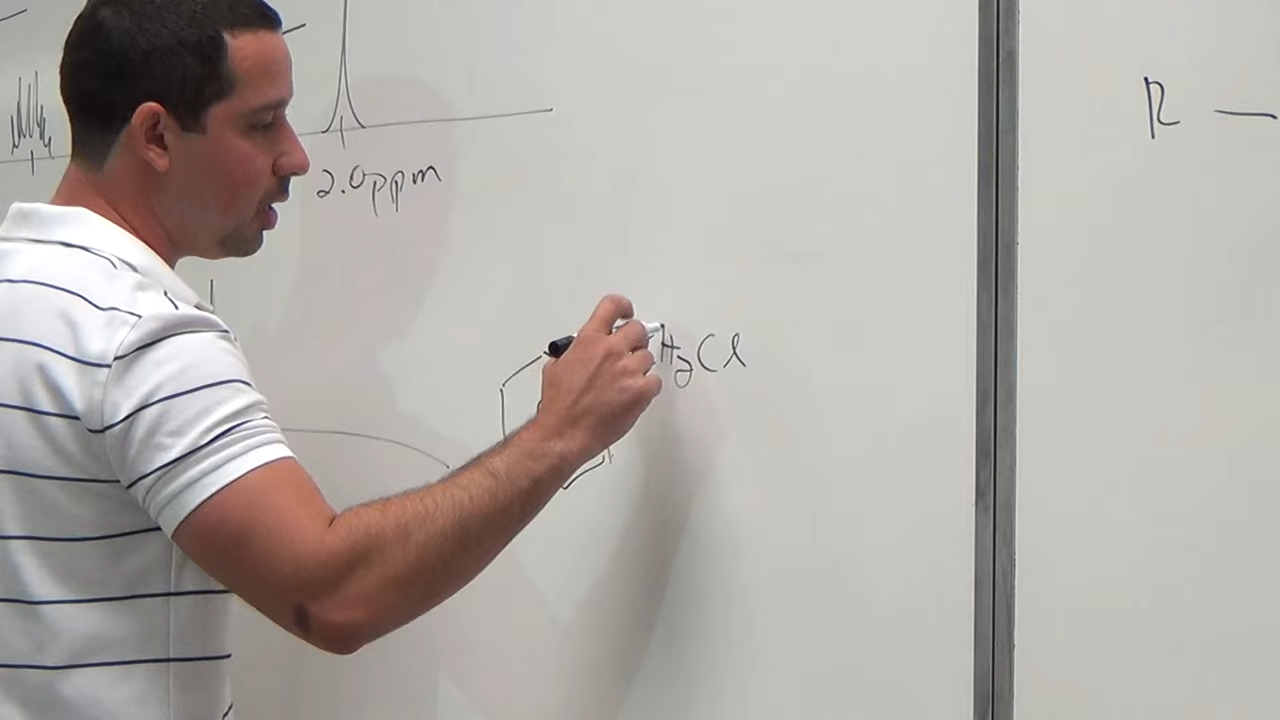 R —
2.0ppm
H2Cl